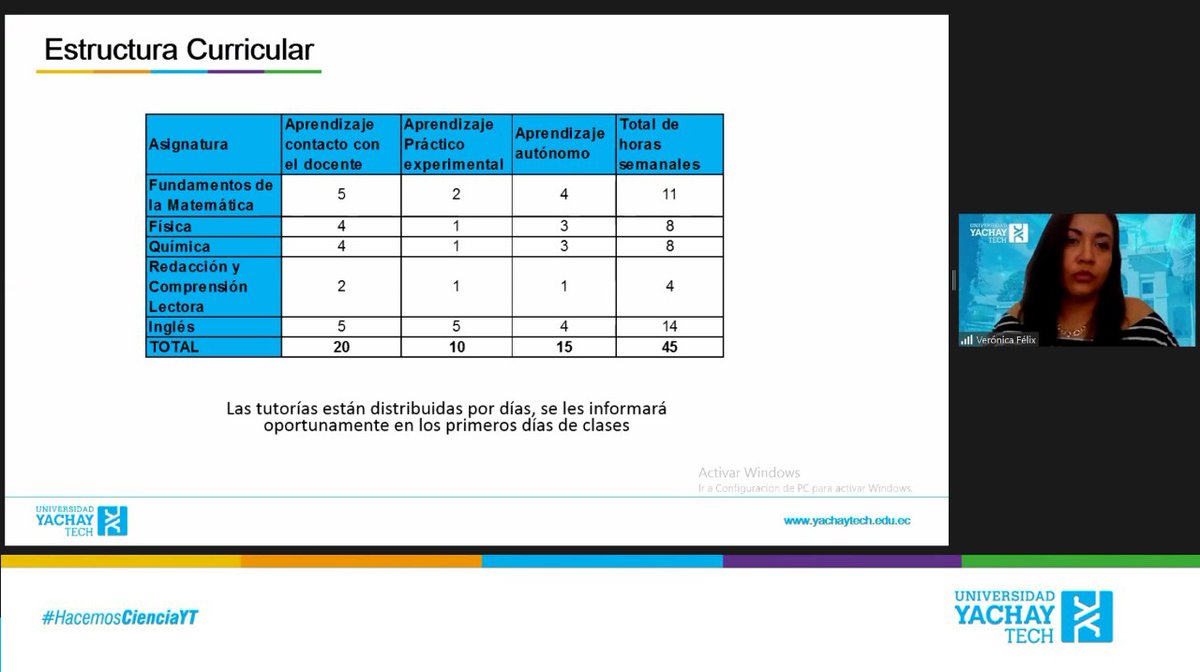 Estructura Curricular
Asignatura
Aprendizaje contacto con el docente
Aprendizaje Práctico experimental
Aprendizaje autónomo
Total de horas semanales
Fundamentos de la Matemática 5 2 4 11
Física 4 1 3 8
Química 4 1 3 8
Redacción y Comprensión Lectora 2 1 1 4
Inglés 5 5 4 14
TOTAL 20 10 15 45
Las tutorías están distribuidas por días, se les informará
oportunamente en los primeros días de clases
Activar Windows
Ir a Configuración de PC para activar Windows.
UNIVERSIDAD
YACHAY
TECH
www.yachaytech.edu.ec
UNIVERSIDAD
YACHAY
TECH
Verónica Félix
#HacemosCienciaYT
UNIVERSIDAD
YACHAY
TECH